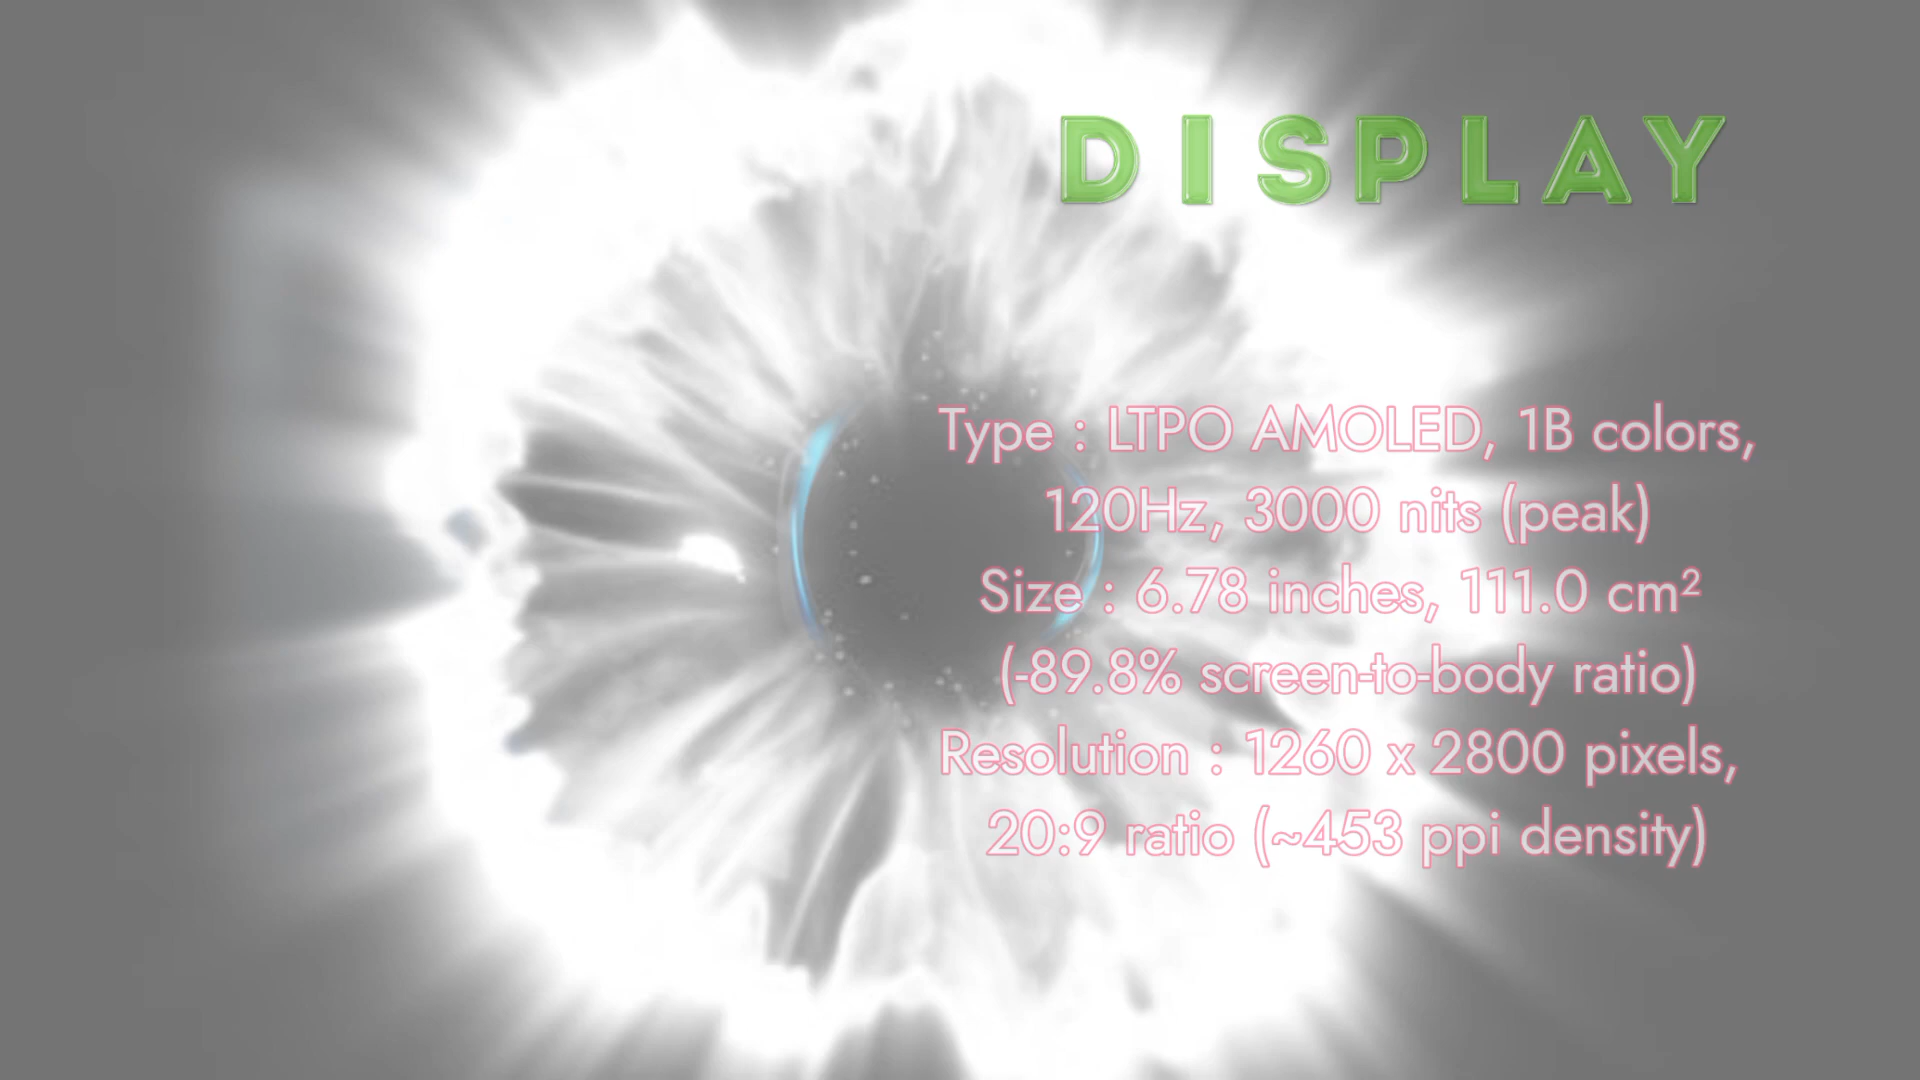 DISPLAY
Type : LTPO AMOLED, 1B colors,
120Hz, 3000 nits (peak)
Size : 6.78 inches, 111.0 cm²
(-89.8% screen-to-body ratio)
Resolution : 1260 x 2800 pixels,
20:9 ratio (~453 ppi density)